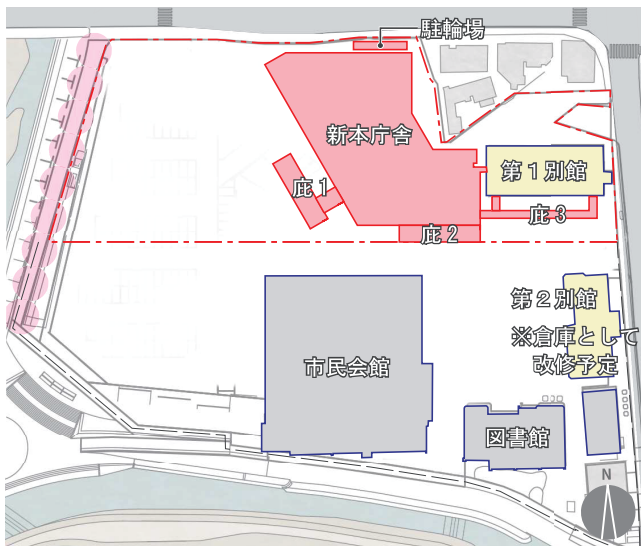 駐輪場
新本庁舎
第1別館
庇1
庇3
庇2
第2別館
※倉庫として
改修予定
市民会館
図書館
N